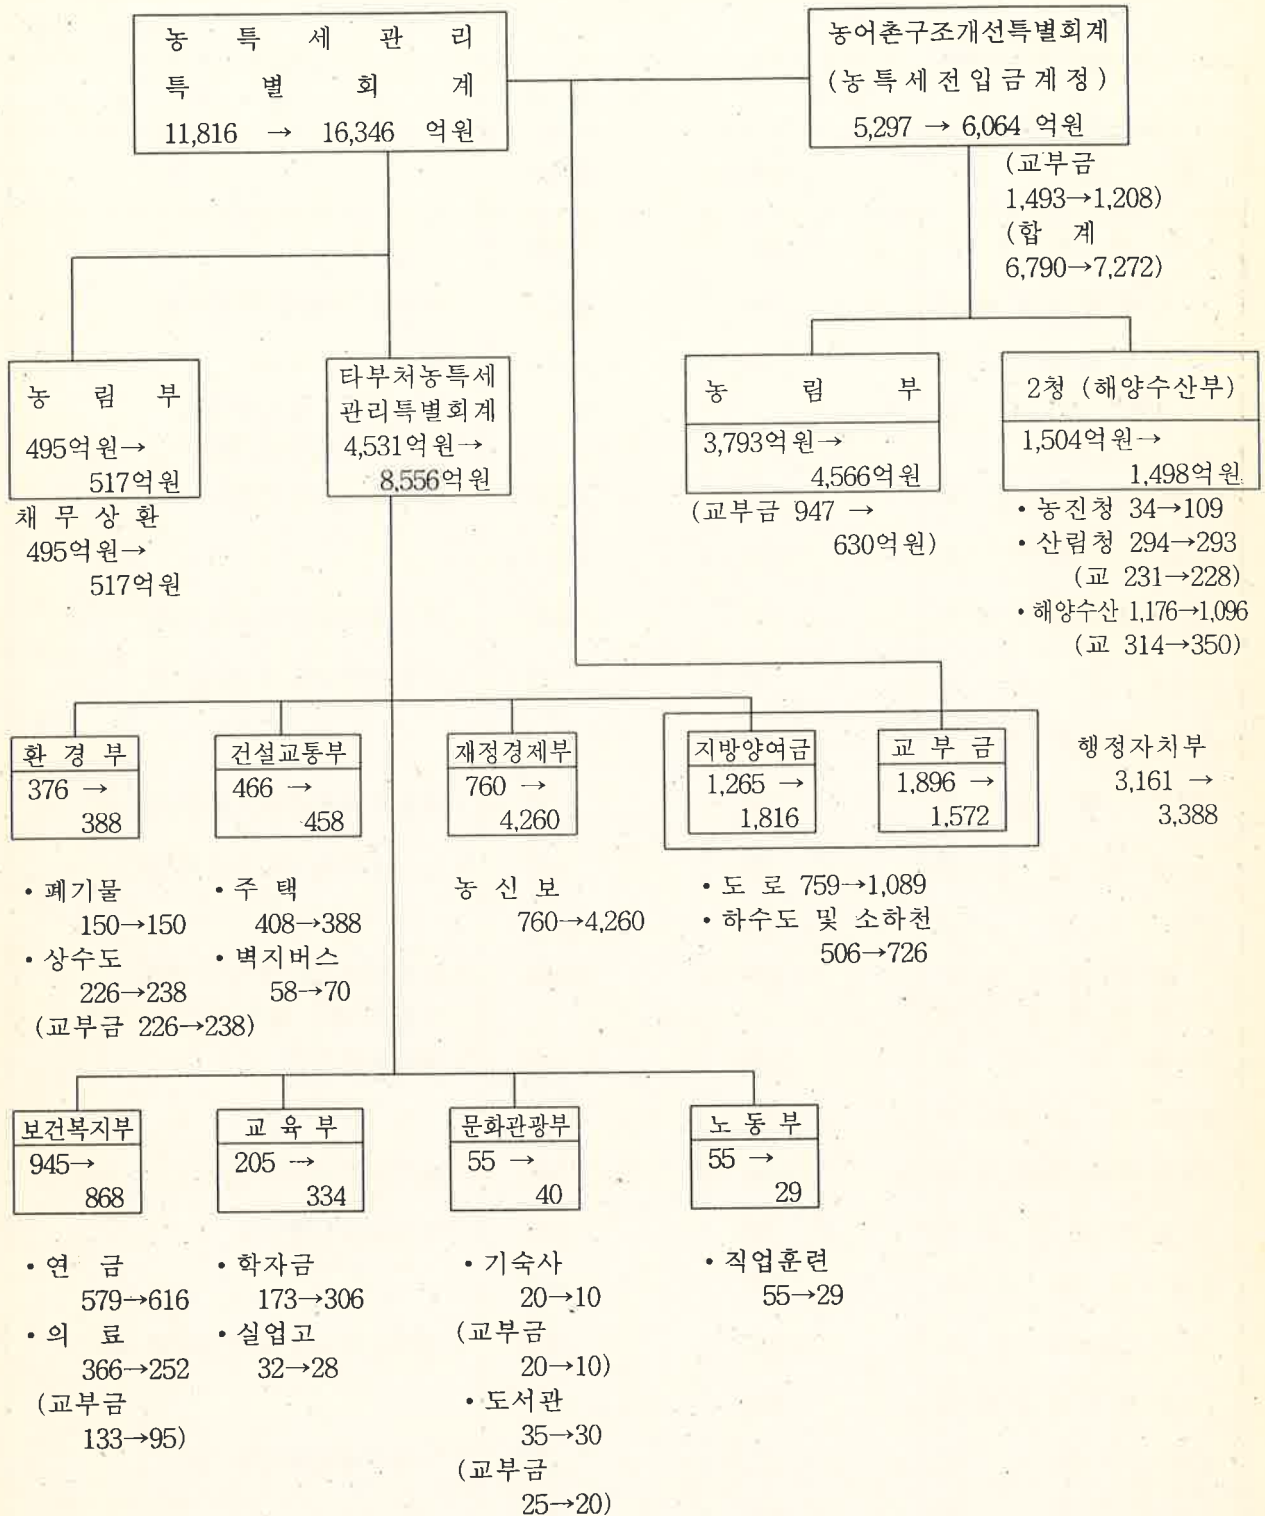 농 특 세 관 리
특 별 회 계
11,816 → 16,346 억원
농어촌구조개선특별회계
(농특세전입금계정)
5,297 → 6,064 억원
(교부금
1,493→1,208)
(합 계
6,790→7,272)
농 림 부
495억원→
517억원
채 무 상 환
495억원→
517억원
타부처농특세
관리특별회계
4,531억원→
8,556억원
농 림 부
3,793억원→
4,566억원
(교부금 947 →
630억원)
2청 (해양수산부)
1,504억원→
1,498억원
• 농진청 34→109
• 산림청 294→293
(교 231→228)
• 해양수산 1,176→1,096
(교 314→350)
환 경 부
376 →
388
• 폐기물
150→150
• 상수도
226→238
(교부금 226→238)
건설교통부
466 →
458
• 주 택
408→388
• 벽지버스
58→70
재정경제부
760 →
4,260
농 신 보
760→4,260
지방양여금
1,265 →
1,816
교 부 금
1,896 →
1,572
• 도 로 759→1,089
• 하수도 및 소하천
506→726
행정자치부
3,161 →
3,388
보건복지부
945→
868
• 연 금
579→616
• 의 료
366→252
(교부금
133→95)
교 육 부
205 →
334
• 학자금
173→306
• 실업고
32→28
문화관광부
55 →
40
• 기숙사
20→10
(교부금
20→10)
• 도서관
35→30
(교부금
25→20)
노 동 부
55 →
29
• 직업훈련
55→29